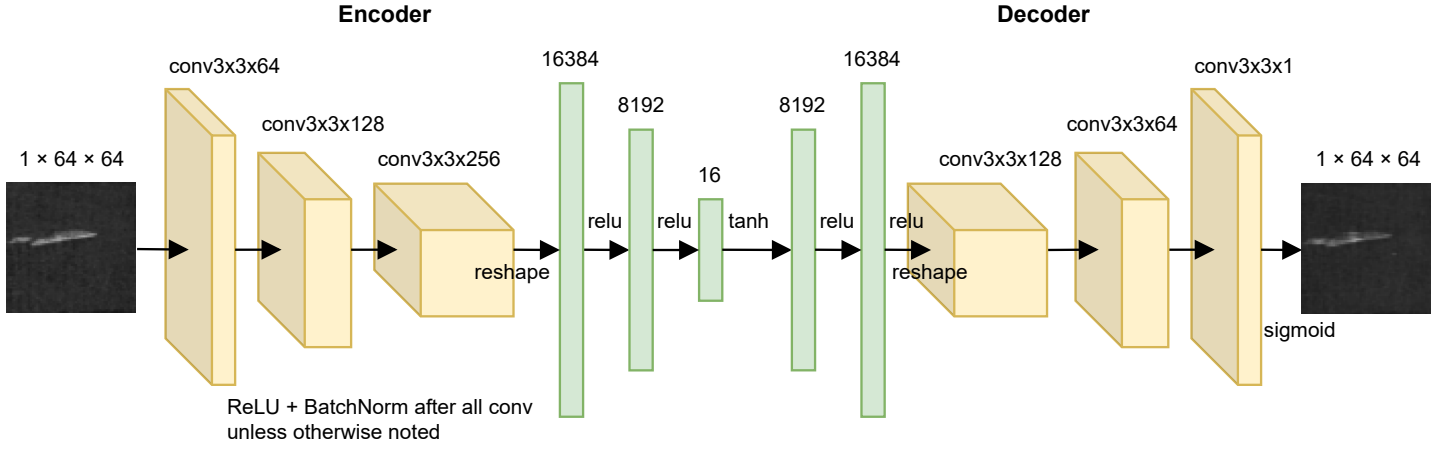 Encoder
Decoder
1 × 64 × 64
conv3x3x64
conv3x3x128
conv3x3x256
reshape
16384
relu
8192
relu
16
tanh
8192
relu
16384
relu
reshape
conv3x3x128
conv3x3x64
conv3x3x1
sigmoid
1 × 64 × 64
ReLU + BatchNorm after all conv
unless otherwise noted